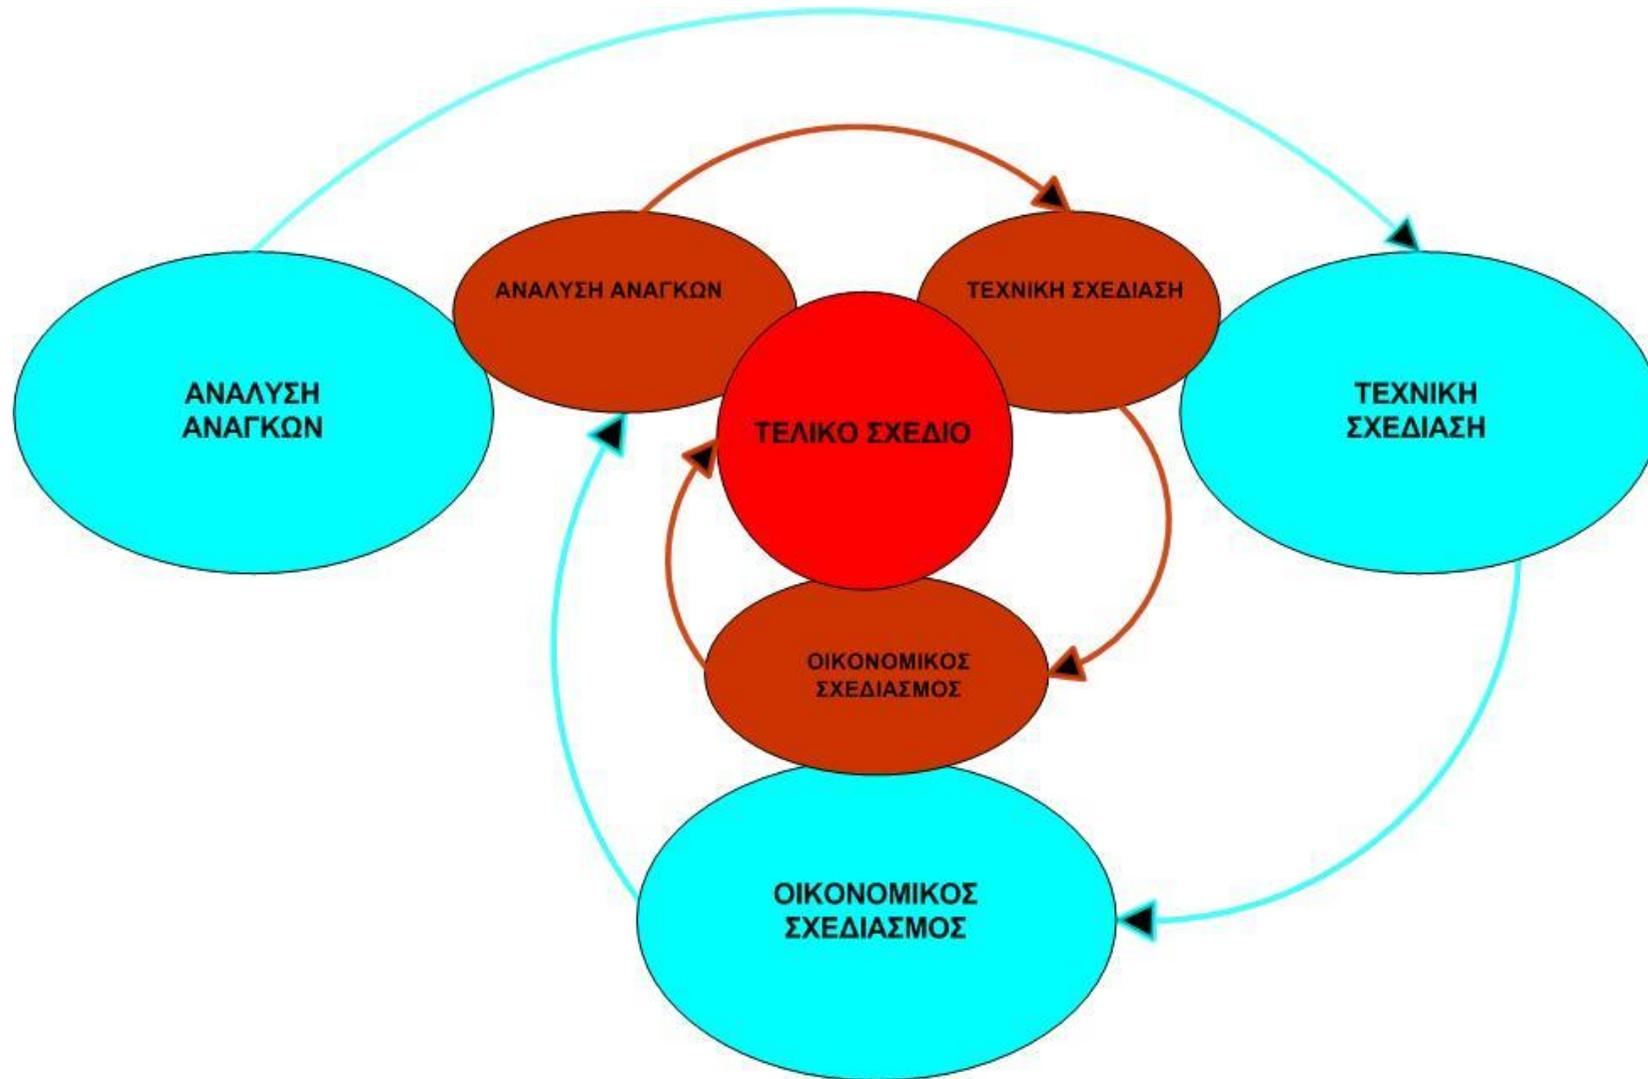 ΑΝΑΛΥΣΗ ΑΝΑΓΚΩΝ
ΤΕΧΝΙΚΗ ΣΧΕΔΙΑΣΗ
ΑΝΑΛΥΣΗ
ΑΝΑΓΚΩΝ
ΤΕΛΙΚΟ ΣΧΕΔΙΟ
ΤΕΧΝΙΚΗ
ΣΧΕΔΙΑΣΗ
ΟΙΚΟΝΟΜΙΚΟΣ
ΣΧΕΔΙΑΣΜΟΣ
ΟΙΚΟΝΟΜΙΚΟΣ
ΣΧΕΔΙΑΣΜΟΣ